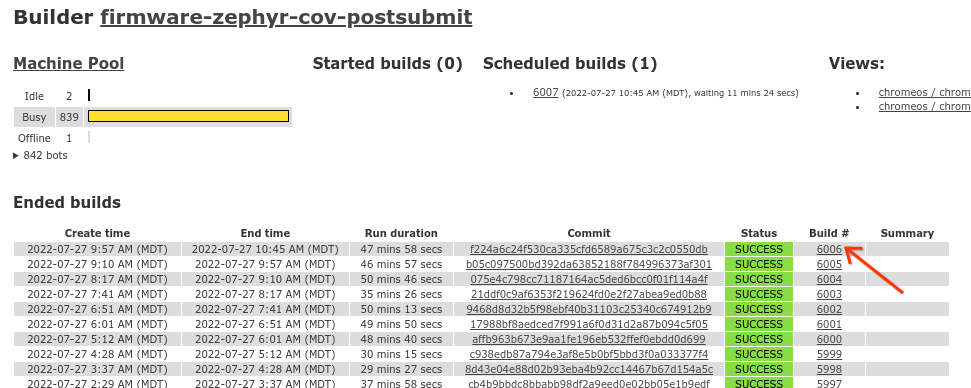 Builder firmware-zephyr-cov-postsubmit
Machine Pool
Idle 2
Busy 839
Offline 1
842 bots
Started builds (0)
Scheduled builds (1)
6007 (2022-07-27 10:45 AM (MDT), waiting 11 mins 24 secs)
Views:
chromeos / chrom
chromeos / chrom
Ended builds
Create time End time Run duration Commit Status Build # Summary
2022-07-27 9:57 AM (MDT) 2022-07-27 10:45 AM (MDT) 47 mins 58 secs f224a6c24f530ca335cfd6589a675c3c2c0550db SUCCESS 6006
2022-07-27 9:10 AM (MDT) 2022-07-27 9:57 AM (MDT) 46 mins 57 secs b05c097500bd392da63852188f784996373af301 SUCCESS 6005
2022-07-27 8:17 AM (MDT) 2022-07-27 9:10 AM (MDT) 50 mins 46 secs 075e4c798cc71187164ac5ded6bcc0f01f114a4f SUCCESS 6004
2022-07-27 7:41 AM (MDT) 2022-07-27 8:17 AM (MDT) 35 mins 26 secs 21ddf0c9af6353f219624fd0e2f27abea9ed0b88 SUCCESS 6003
2022-07-27 6:51 AM (MDT) 2022-07-27 7:41 AM (MDT) 50 mins 13 secs 9468d8d32b5f98ebf40b31103c25340c674912b9 SUCCESS 6002
2022-07-27 6:01 AM (MDT) 2022-07-27 6:51 AM (MDT) 49 mins 50 secs 17988bf8aedced7f991a6f0d31d2a87b094c5f05 SUCCESS 6001
2022-07-27 5:12 AM (MDT) 2022-07-27 6:01 AM (MDT) 48 mins 40 secs affb963b673e9aa1fe196eb532ffef0ebdd0d699 SUCCESS 6000
2022-07-27 4:28 AM (MDT) 2022-07-27 5:12 AM (MDT) 30 mins 15 secs c938edb87a794e3af8e5b0bf5bbd3f0a033377f4 SUCCESS 5999
2022-07-27 3:37 AM (MDT) 2022-07-27 4:28 AM (MDT) 29 mins 27 secs 8d43e04e88d02b93eba4b92cc14467b67d154a5c SUCCESS 5998
2022-07-27 2:29 AM (MDT) 2022-07-27 3:37 AM (MDT) 37 mins 58 secs cb4b9bbdc8bbabb98df2a9eed0e02bb05e1b9edf SUCCESS 5997